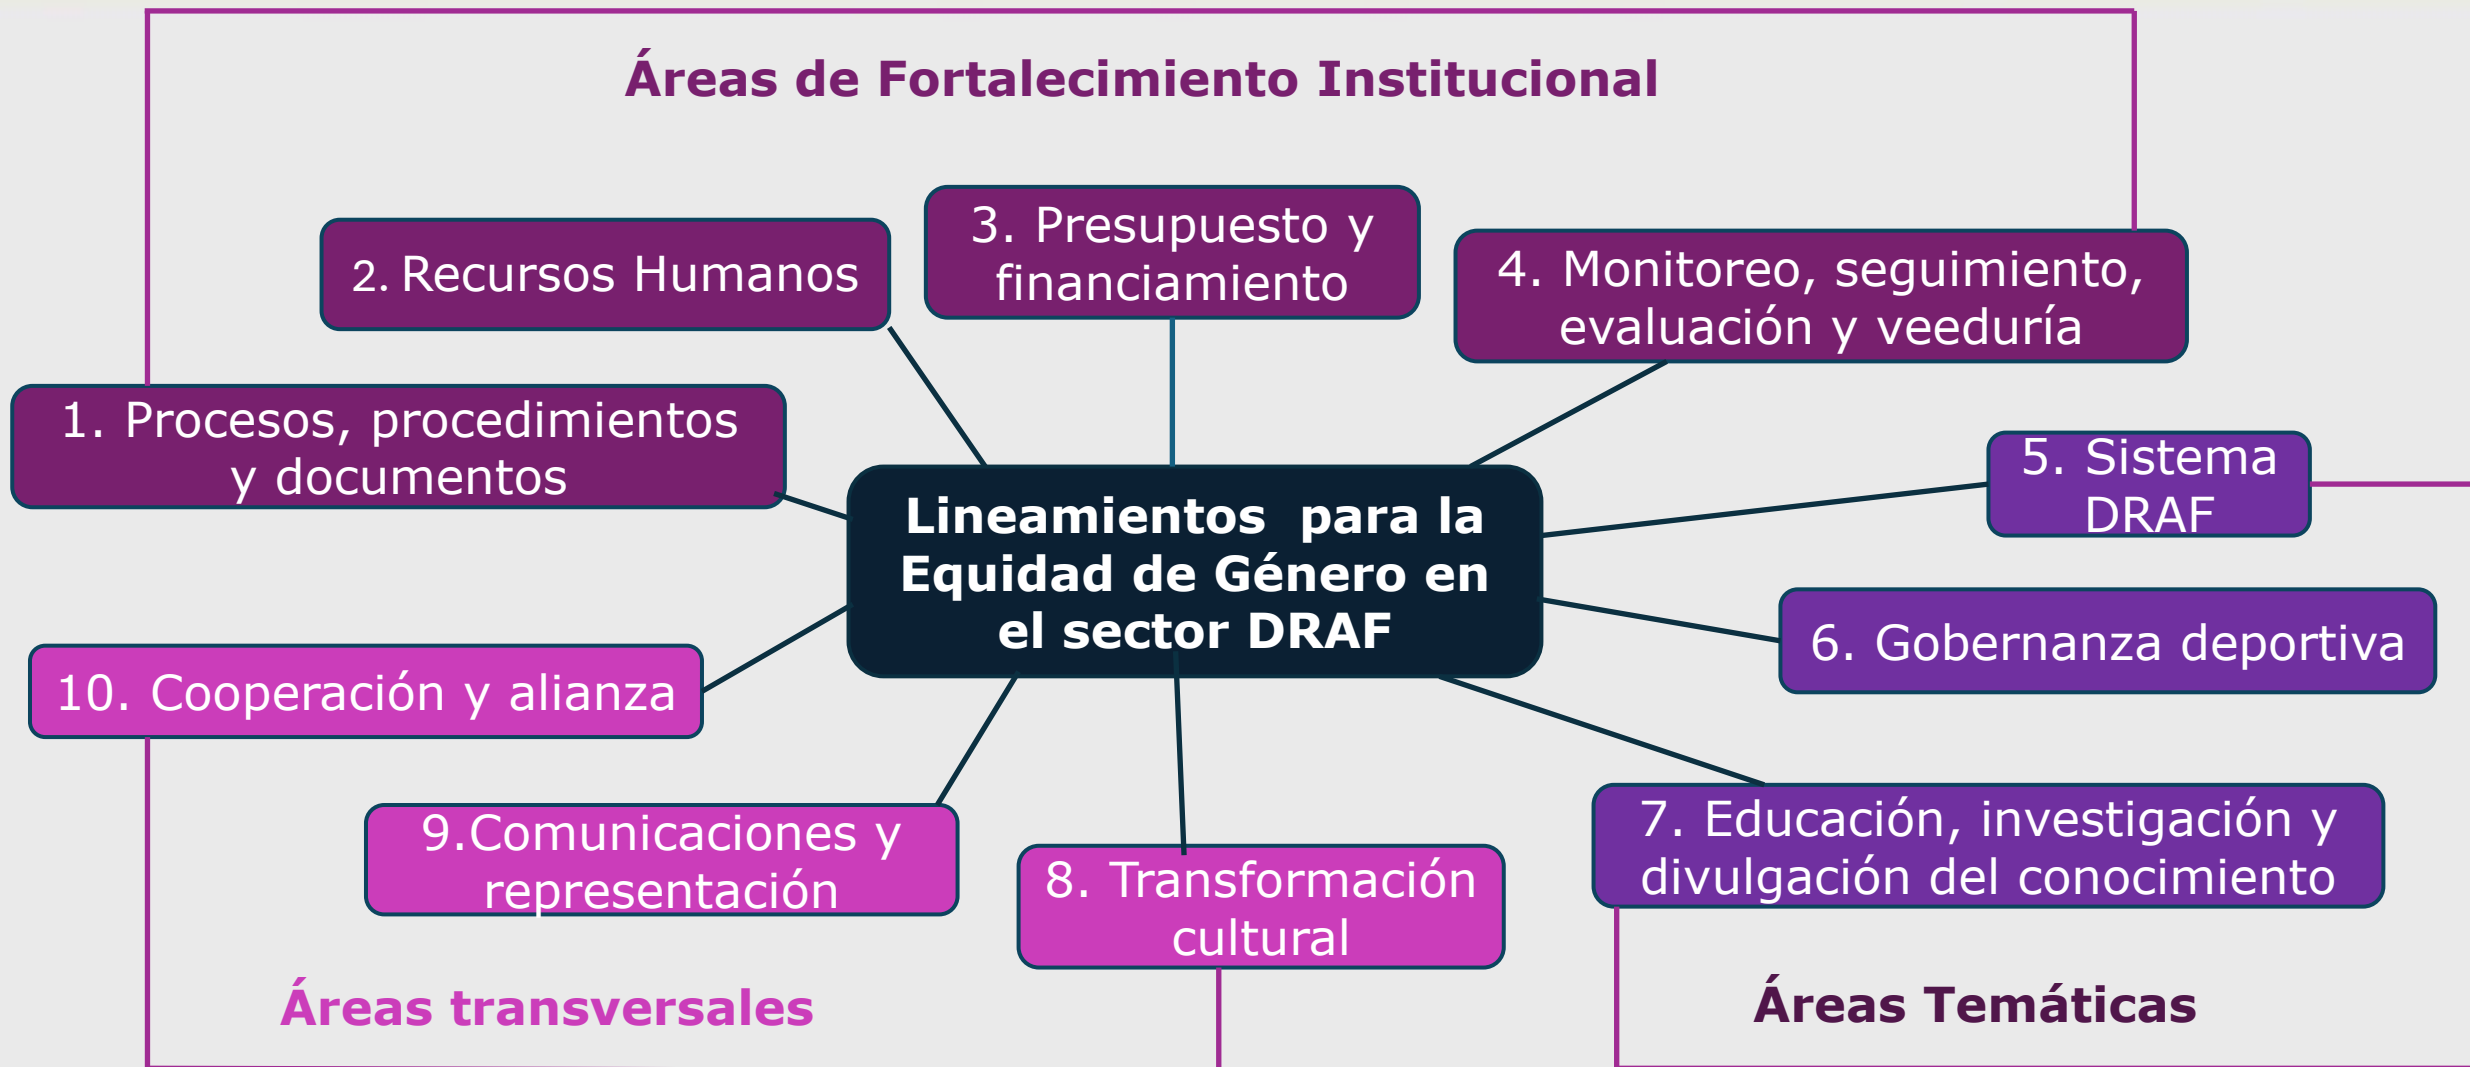 Áreas de Fortalecimiento Institucional
3. Presupuesto y
financiamiento
2. Recursos Humanos
4. Monitoreo, seguimiento,
evaluación y veeduría
1. Procesos, procedimientos
y documentos
5. Sistema
DRAF
Lineamientos  para la
Equidad de Género en
el sector DRAF
6. Gobernanza deportiva
10. Cooperación y alianza
7. Educación, investigación y
divulgación del conocimiento
9.Comunicaciones y
representación
8. Transformación
cultural
Áreas transversales
Áreas Temáticas